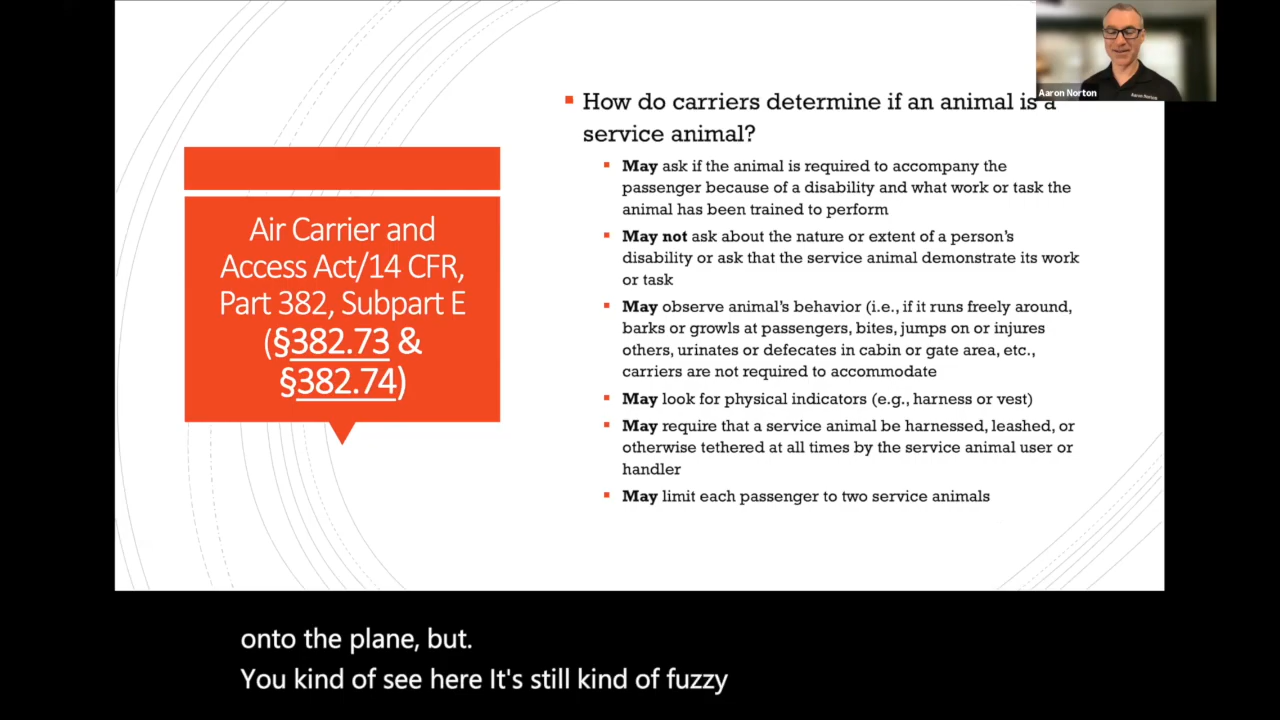 Aaron Norton
Aaron Norton
How do carriers determine if an animal is a
service animal?
May ask if the animal is required to accompany the
passenger because of a disability and what work or task the
animal has been trained to perform
May not ask about the nature or extent of a person's
disability or ask that the service animal demonstrate its work
or task
May observe animal's behavior (i.e., if it runs freely around,
barks or growls at passengers, bites, jumps on or injures
others, urinates or defecates in cabin or gate area, etc.,
carriers are not required to accommodate
May look for physical indicators (e.g., harness or vest)
May require that a service animal be harnessed, leashed, or
otherwise tethered at all times by the service animal user or
handler
May limit each passenger to two service animals
Air Carrier and
Access Act/14 CFR,
Part 382, Subpart E
(§382.73 &
§382.74)
onto the plane, but.
You kind of see here It's still kind of fuzzy